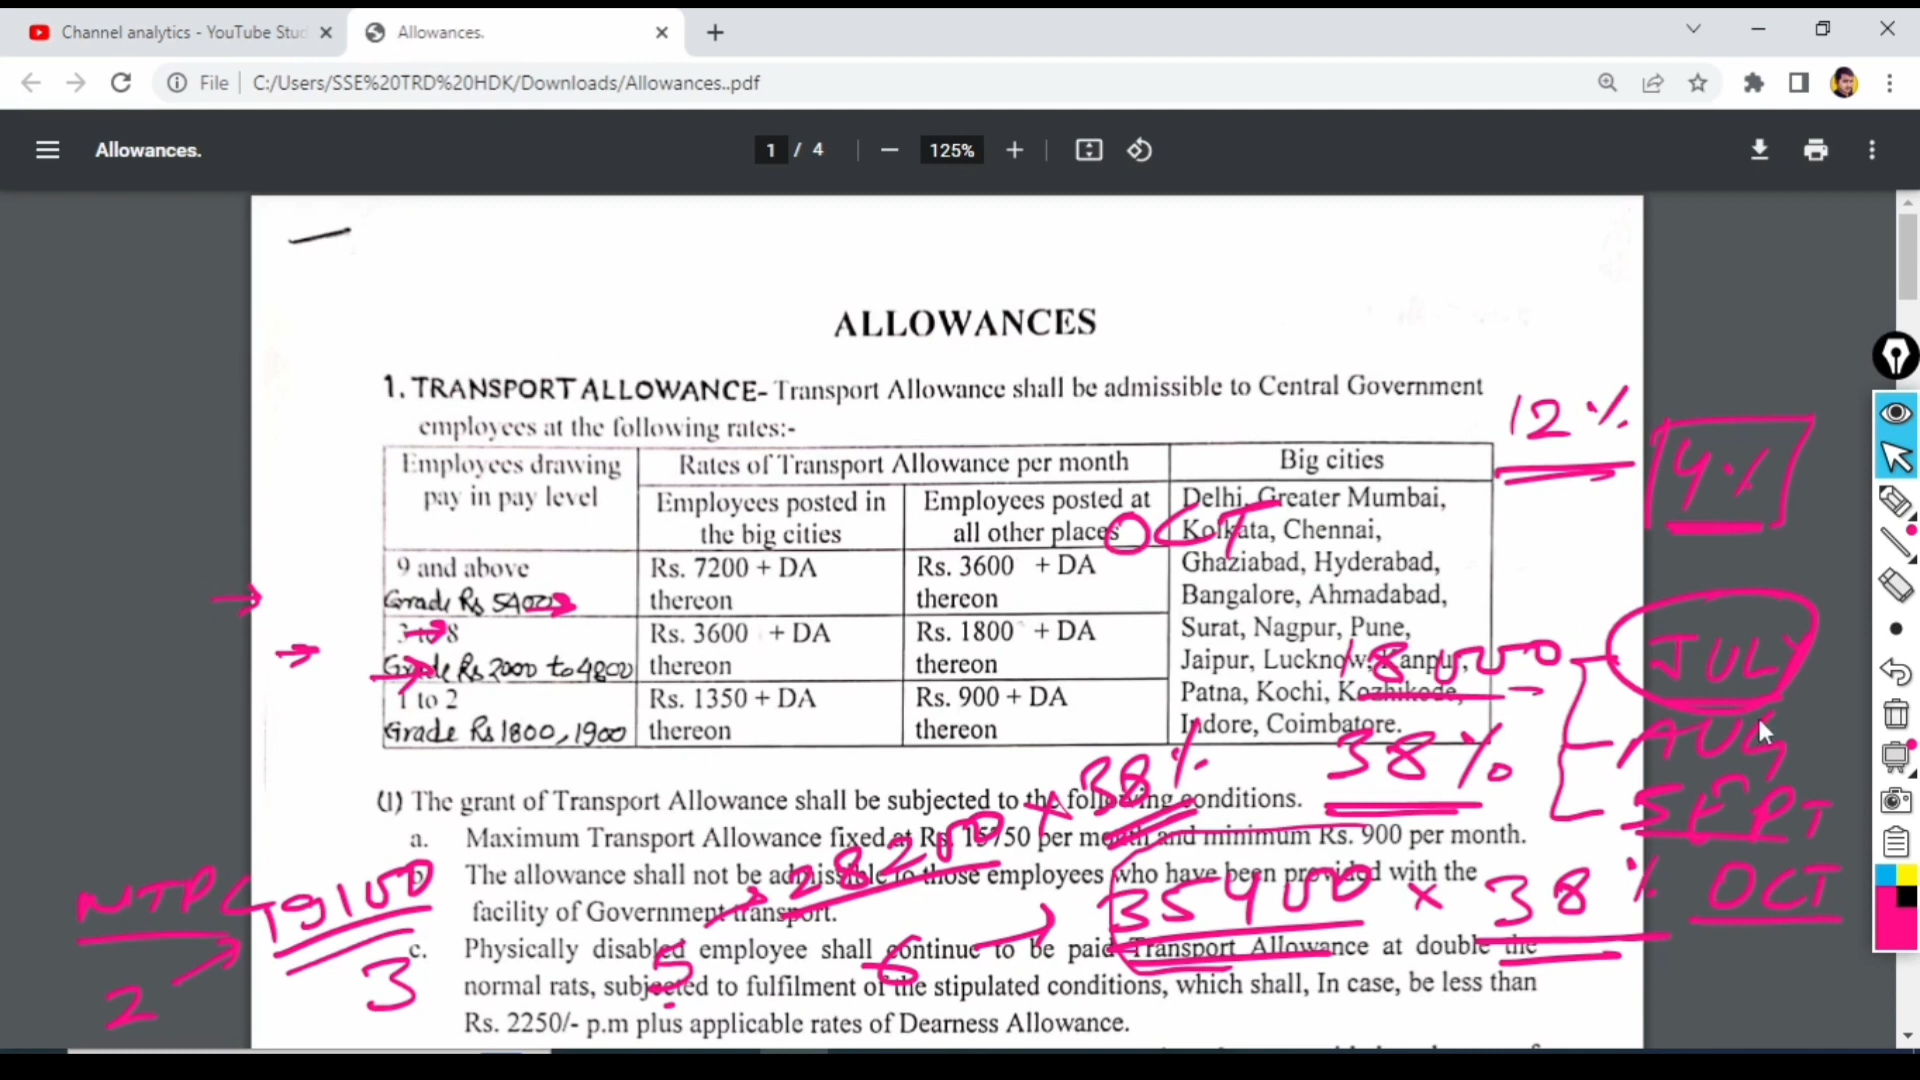 Channel analytics - YouTube Stud
Allowances.
File
C:/Users/SSE%20TRD%20HDK/Downloads/Allowances..pdf
Allowances.
1 / 4
125%
ALLOWANCES
1. TRANSPORT ALLOWANCE- Transport Allowance shall be admissible to Central Government
employees at the following rates:-
12%
4%
Employees drawing
pay in pay level
Rates of Transport Allowance per month
Big cities
Employees posted in
the big cities
Employees posted at
all other places
OCT
Delhi, Greater Mumbai,
Kolkata, Chennai,
Ghaziabad, Hyderabad,
Bangalore, Ahmadabad,
Surat, Nagpur, Pune,
Jaipur, Lucknow, Kanpur,
Patna, Kochi, Kozhikode,
Indore, Coimbatore.
9 and above
Grade Rs 5400
Rs. 7200 + DA
thereon
Rs. 3600 + DA
thereon
3 to 8
Grade Rs 2000 to 4800
Rs. 3600 + DA
thereon
Rs. 1800 + DA
thereon
1 to 2
Grade Rs 1800, 1900
Rs. 1350 + DA
thereon
Rs. 900 + DA
thereon
18000
38%
JULY
AUG
SEPT
OCT
(1) The grant of Transport Allowance shall be subjected to the following conditions.
a. Maximum Transport Allowance fixed at Rs. 15750 per month and minimum Rs. 900 per month.
b. The allowance shall not be admissible to those employees who have been provided with the
facility of Government transport.
c. Physically disabled employee shall continue to be paid Transport Allowance at double the
normal rats, subjected to fulfilment of the stipulated conditions, which shall, In case, be less than
Rs. 2250/- p.m plus applicable rates of Dearness Allowance.
28200 x 38%
35400 x 38%
NTPC
19100
2
3
5
6